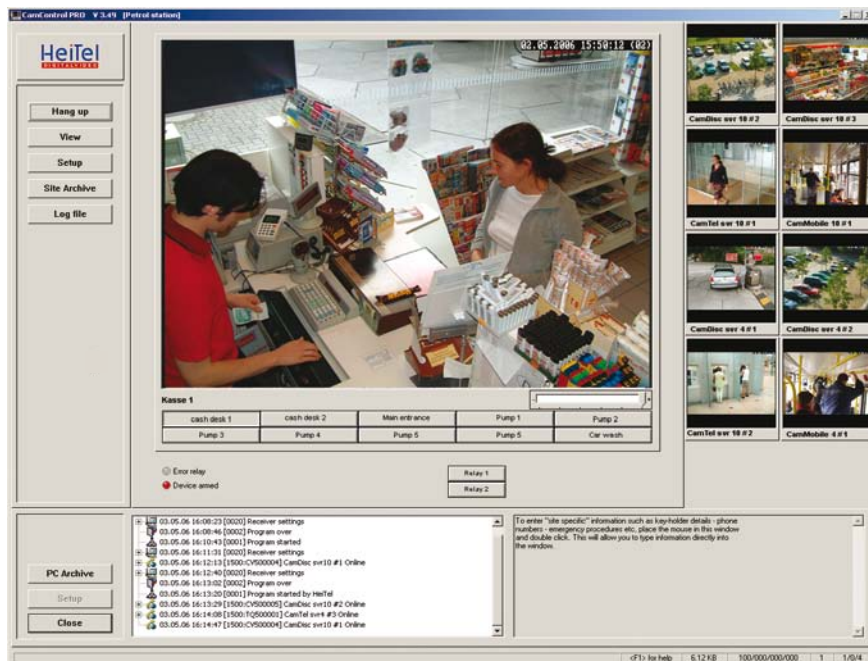 CamControl PRO V 3.49 [Petrol station]
HeiTel
DIGITALVIDEO
Hang up
View
Setup
Site Archive
Log file
02.05.2006 15:50:12 (02)
Kasse 1
cash desk 1
cash desk 2
Main entrance
Pump 1
Pump 2
Pump 3
Pump 4
Pump 5
Pump 5
Car wash
Error relay
Device armed
Relay 1
Relay 2
CamDisc svr 10 #2
CamDisc svr 10 # 3
CamTel svr 10 #1
CamMobile 10 #1
CamDisc svr 4 #1
CamDisc svr 4 #2
CamTel svr 10 #2
CamMobile 4 #1
PC Archive
Setup
Close
03.05.06 16:08:23 [0020] Receiver settings
03.05.06 16:08:46 [0002] Program over
03.05.06 16:10:43 [0001] Program started
03.05.06 16:11:31 [0020] Receiver settings
03.05.06 16:12:13 [1500:CV500004] CamDisc svr10 #1 Online
03.05.06 16:12:40 [0020] Receiver settings
03.05.06 16:13:02 [0002] Program over
03.05.06 16:13:20 [0001] Program started by HeiTel
03.05.06 16:13:29 [1500:CV500005] CamDisc svr10 #2 Online
03.05.06 16:14:08 [1500:TQ500001] CamTel svr4 #3 Online
03.05.06 16:14:47 [1500:CV500004] CamDisc svr10 #1 Online
To enter "site specific" information such as key-holder details - phone
numbers - emergency procedures etc, place the mouse in this window
and double click. This will allow you to type information directly into
the window.
<F1> for help
6.12 KB
100/000/000/000
1
1/0/4